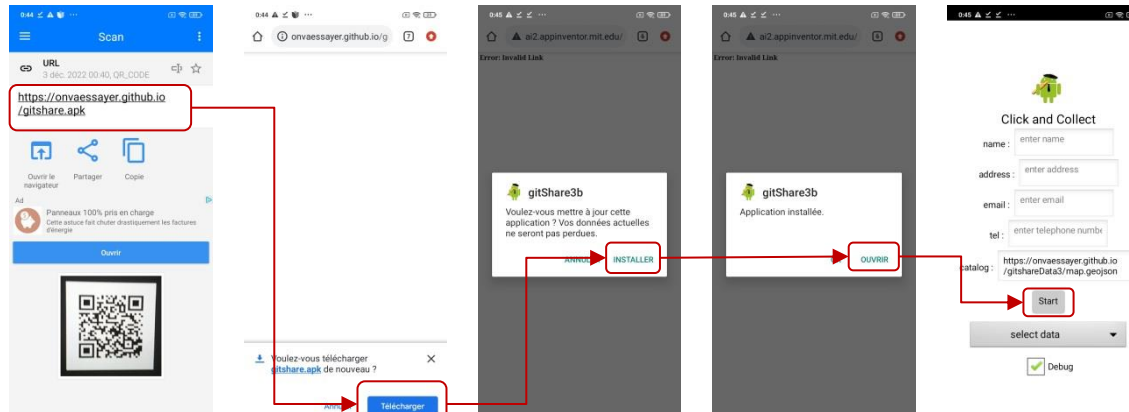 0:44
Scan
URL
3 déc. 2022 00:40, QR_CODE
https://onvaessayer.github.io
/gitshare.apk
Ouvrir le
navigateur
Partager
Copie
Ad
Panneaux 100% pris en charge
Cette astuce fait chuter drastiquement les factures
d'énergie
Ouvrir
0:44
onvaessayer.github.io/g
7
Voulez-vous télécharger
gitshare.apk de nouveau ?
Télécharger
0:45
ai2.appinventor.mit.edu/
6
Error: Invalid Link
gitShare3b
Voulez-vous mettre à jour cette
application ? Vos données actuelles
ne seront pas perdues.
INSTALLER
0:45
ai2.appinventor.mit.edu/
6
Error: Invalid Link
gitShare3b
Application installée.
OUVRIR
0:45
Click and Collect
name :
enter name
address :
enter address
email :
enter email
tel :
enter telephone numbe
catalog :
https://onvaessayer.github.io
/gitshareData3/map.geojson
Start
select data
Debug